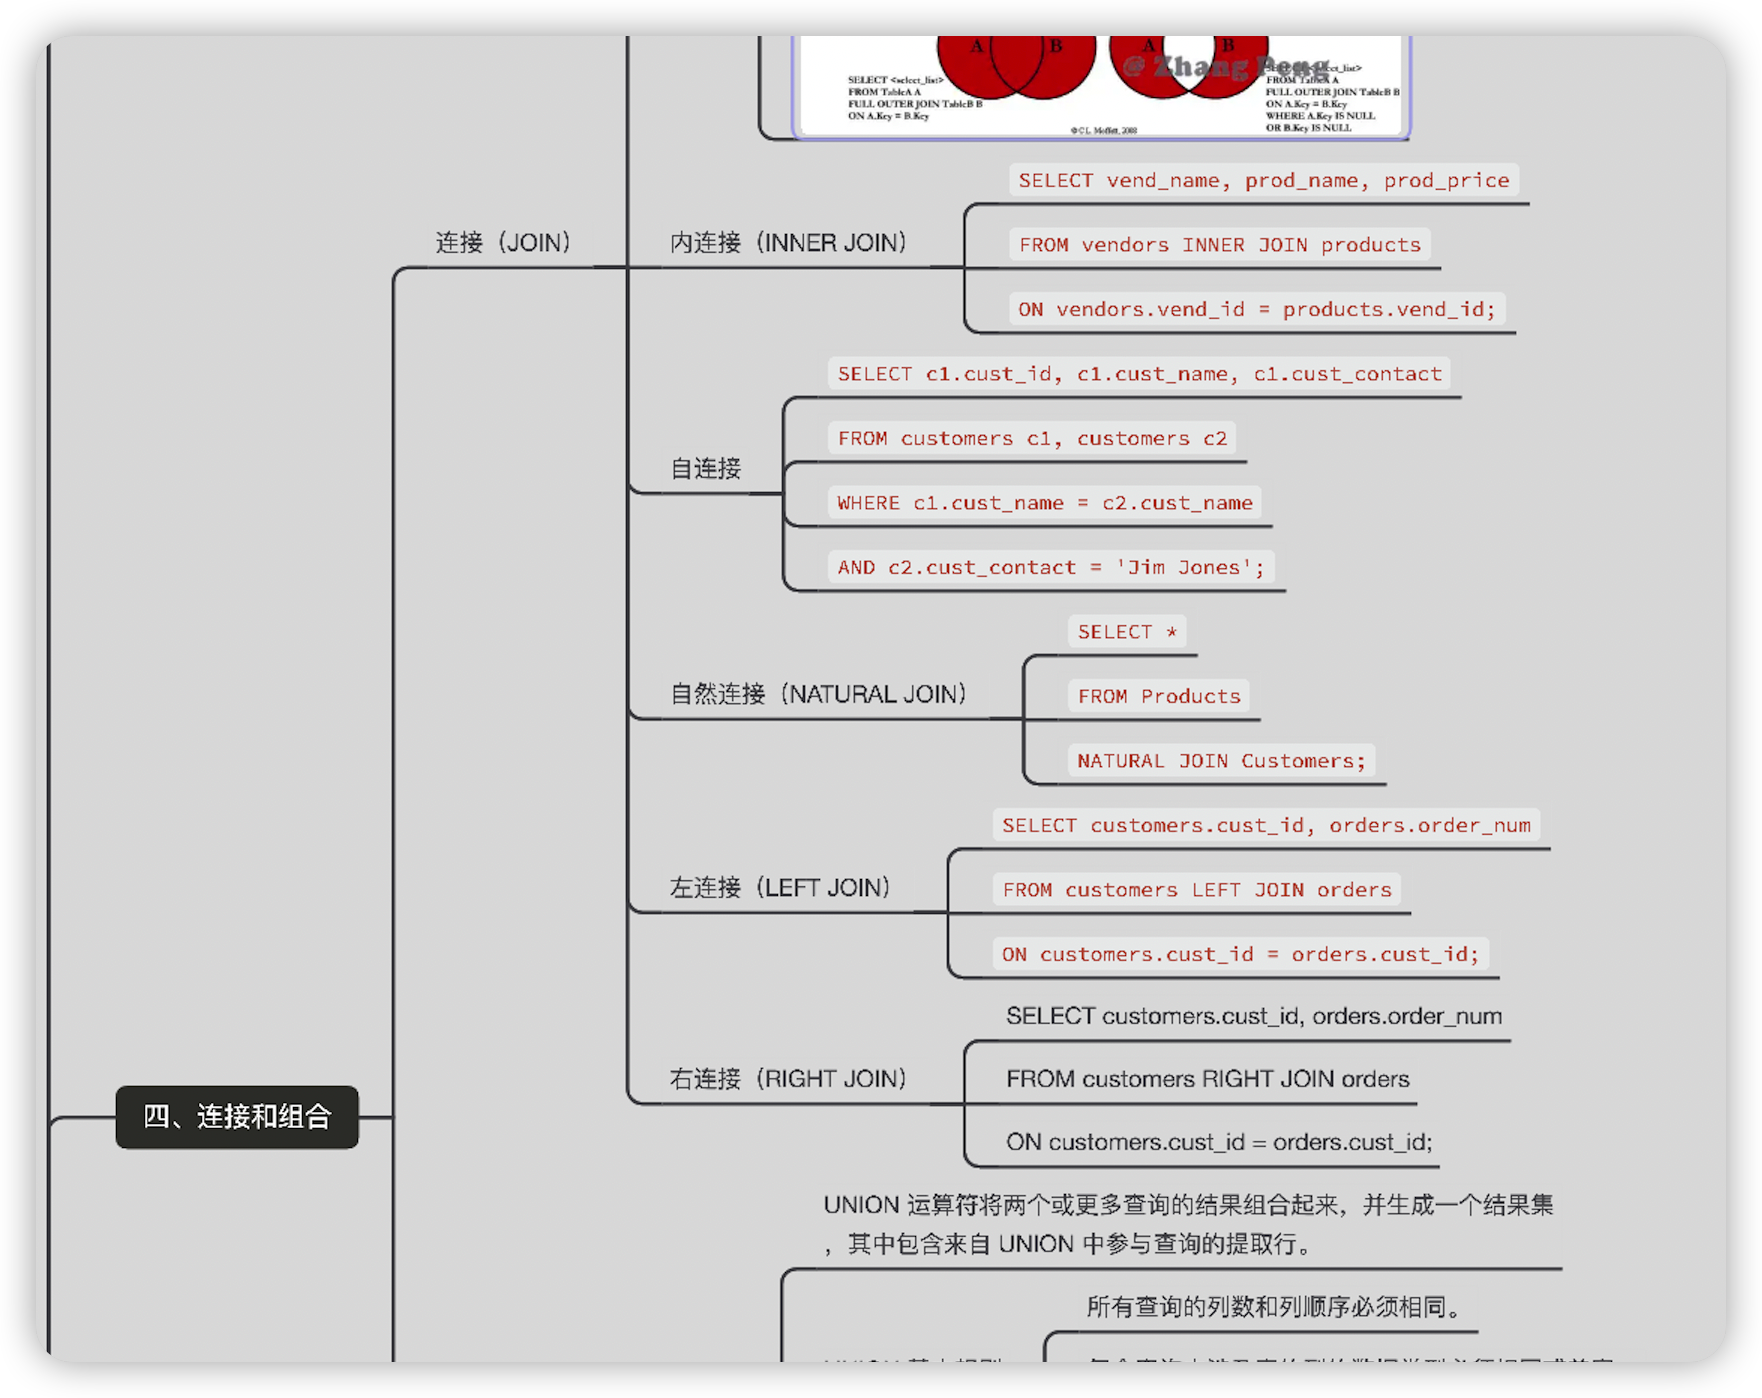 A B A B
@ Zhang Peng
SELECT <select_list>
FROM TableA A
FULL OUTER JOIN TableB B
ON A.Key = B.Key
FROM TableA A
FULL OUTER JOIN TableB B
ON A.Key = B.Key
WHERE A.Key IS NULL
OR B.Key IS NULL
© C.L. Moffatt, 2008
连接（JOIN）
内连接（INNER JOIN）
SELECT vend_name, prod_name, prod_price
FROM vendors INNER JOIN products
ON vendors.vend_id = products.vend_id;
自连接
SELECT c1.cust_id, c1.cust_name, c1.cust_contact
FROM customers c1, customers c2
WHERE c1.cust_name = c2.cust_name
AND c2.cust_contact = 'Jim Jones';
自然连接（NATURAL JOIN）
SELECT *
FROM Products
NATURAL JOIN Customers;
左连接（LEFT JOIN）
SELECT customers.cust_id, orders.order_num
FROM customers LEFT JOIN orders
ON customers.cust_id = orders.cust_id;
右连接（RIGHT JOIN）
SELECT customers.cust_id, orders.order_num
FROM customers RIGHT JOIN orders
ON customers.cust_id = orders.cust_id;
四、连接和组合
UNION 运算符将两个或更多查询的结果组合起来，并生成一个结果集
，其中包含来自 UNION 中参与查询的提取行。
所有查询的列数和列顺序必须相同。